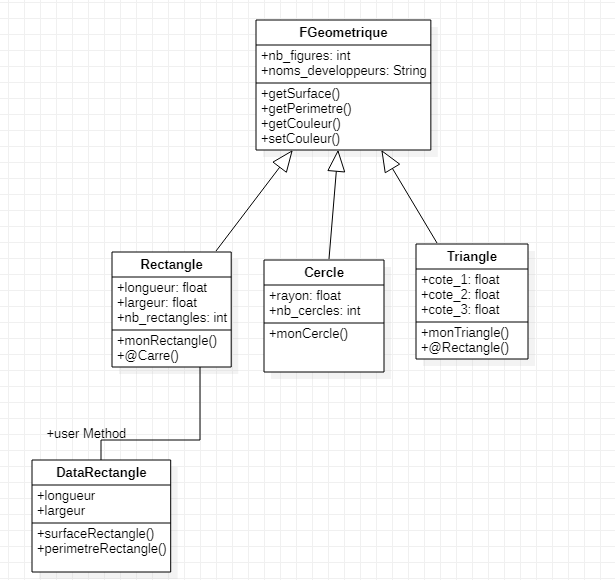 FGeometrique
+nb_figures: int
+noms_developpeurs: String
+getSurface()
+getPerimetre()
+getCouleur()
+setCouleur()
Rectangle
+longueur: float
+largeur: float
+nb_rectangles: int
+monRectangle()
+@Carre()
Cercle
+rayon: float
+nb_cercles: int
+monCercle()
Triangle
+cote_1: float
+cote_2: float
+cote_3: float
+monTriangle()
+@Rectangle()
+user Method
DataRectangle
+longueur
+largeur
+surfaceRectangle()
+perimetreRectangle()